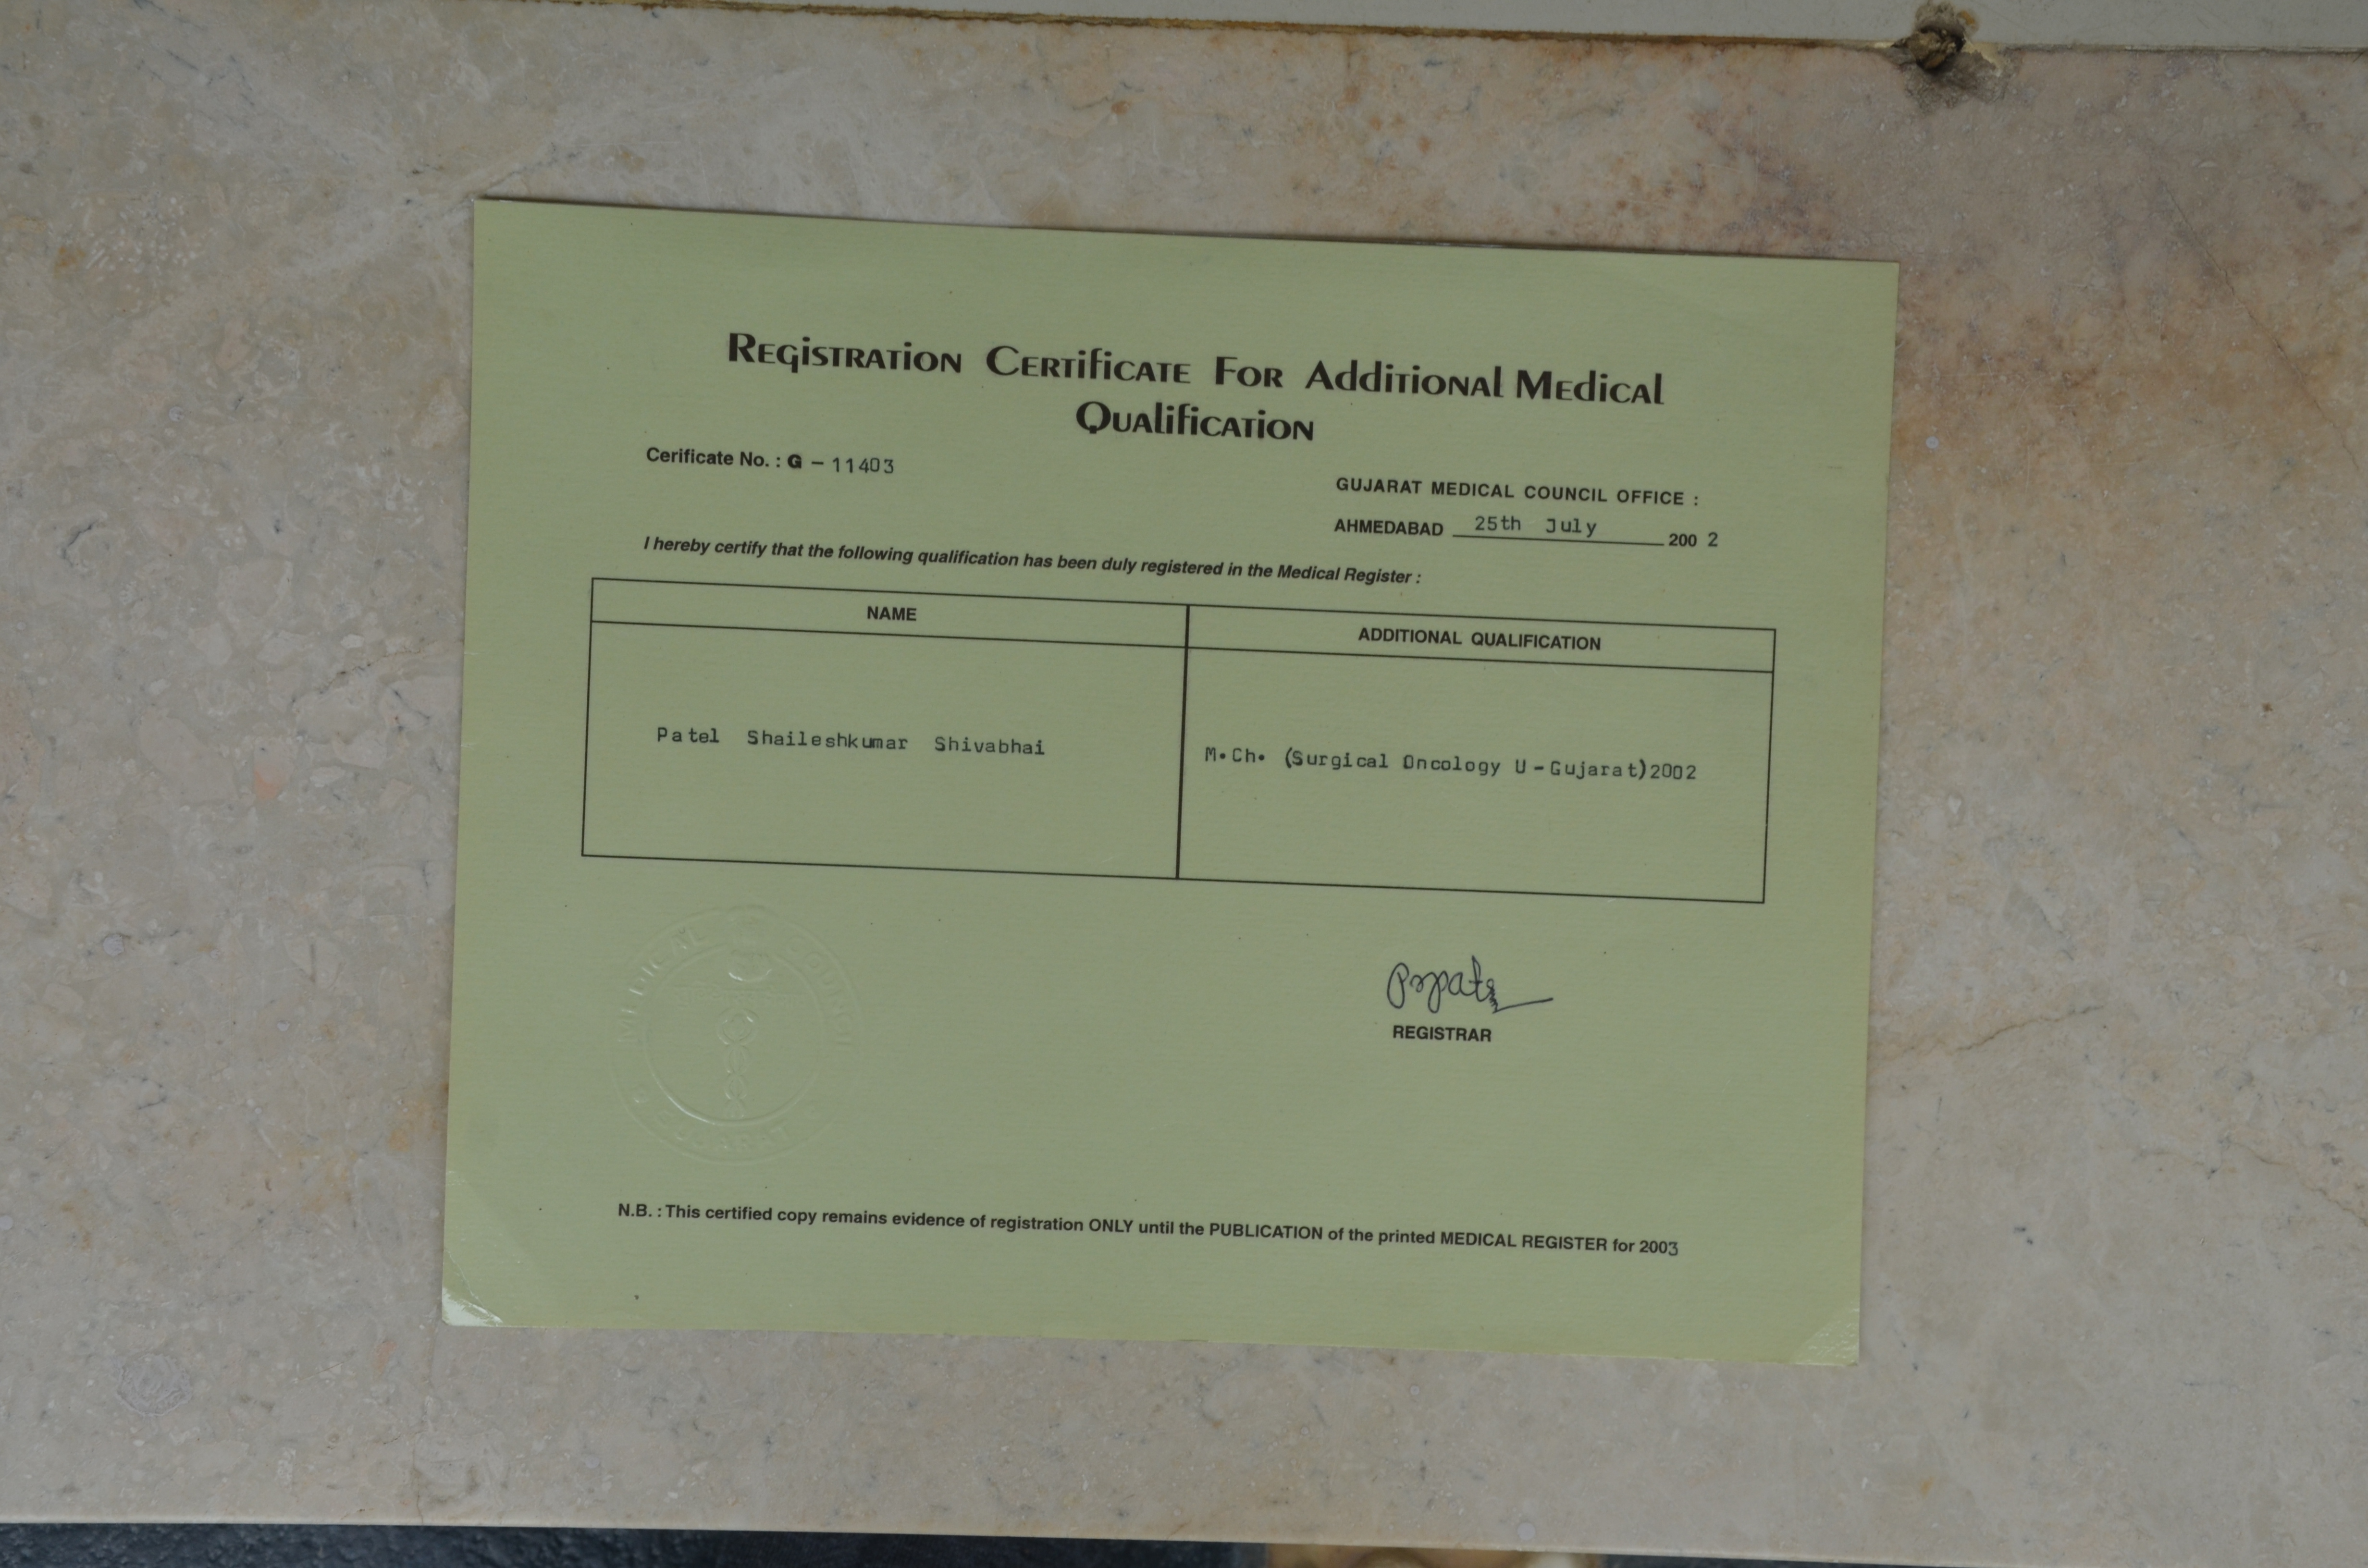 Registration Certificate For Additional Medical
Qualification
Cerificate No. : G - 11403
GUJARAT MEDICAL COUNCIL OFFICE :
AHMEDABAD 25th July 200 2
I hereby certify that the following qualification has been duly registered in the Medical Register :
NAME
ADDITIONAL QUALIFICATION
Patel Shaileshkumar Shivabhai
M.Ch. (Surgical Oncology U-Gujarat)2002
MEDICAL COUNCIL
GUJARAT
REGISTRAR
N.B. : This certified copy remains evidence of registration ONLY until the PUBLICATION of the printed MEDICAL REGISTER for 2003